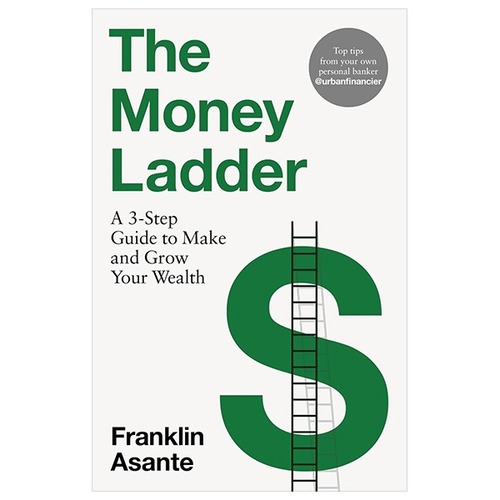 The
Money
Ladder
Top tips
from your own
personal banker
@urbanfinancier
A 3-Step
Guide to Make
and Grow
Your Wealth
S
Franklin
Asante